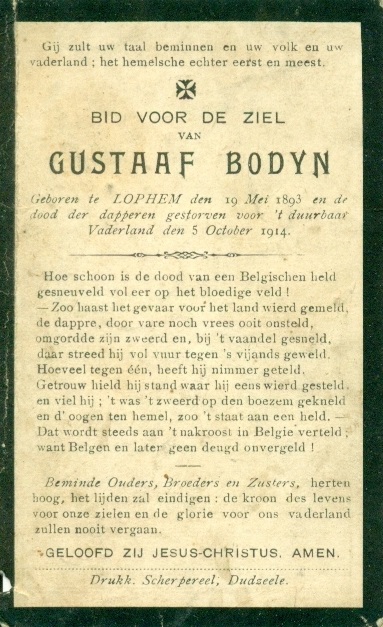 Gij zult uw taal beminnen en uw volk en uw
vaderland ; het hemelsche echter eerst en meest.
BID VOOR DE ZIEL
VAN
GUSTAAF BODYN
Geboren te LOPHEM den 19 Mei 1893 en de
dood der dapperen gestorven voor 't duurbaar
Vaderland den 5 October 1914.
Hoe schoon is de dood van een Belgischen held
gesneuveld vol eer op het bloedige veld !
— Zoo haast het gevaar voor het land wierd gemeld,
de dappre, door vare noch vrees ooit onsteld,
omgordde zijn zweerd en, bij 't vaandel gesneld,
daar streed hij vol vuur tegen 's vijands geweld.
Hoeveel tegen één, heeft hij nimmer geteld.
Getrouw hield hij stand waar hij eens wierd gesteld
en viel hij ; 't was 't zweerd op den boezem gekneld
en d' oogen ten hemel, zoo 't staat aan een held. —
Dat wordt steeds aan 't nakroost in Belgie verteld ;
want Belgen en later geen deugd onvergeld !
Beminde Ouders, Broeders en Zusters, herten
hoog, het lijden zal eindigen : de kroon des levens
voor onze zielen en de glorie voor ons vaderland
zullen nooit vergaan.
GELOOFD ZIJ JESUS-CHRISTUS. AMEN.
Drukk. Scherpereel, Dudzeele.